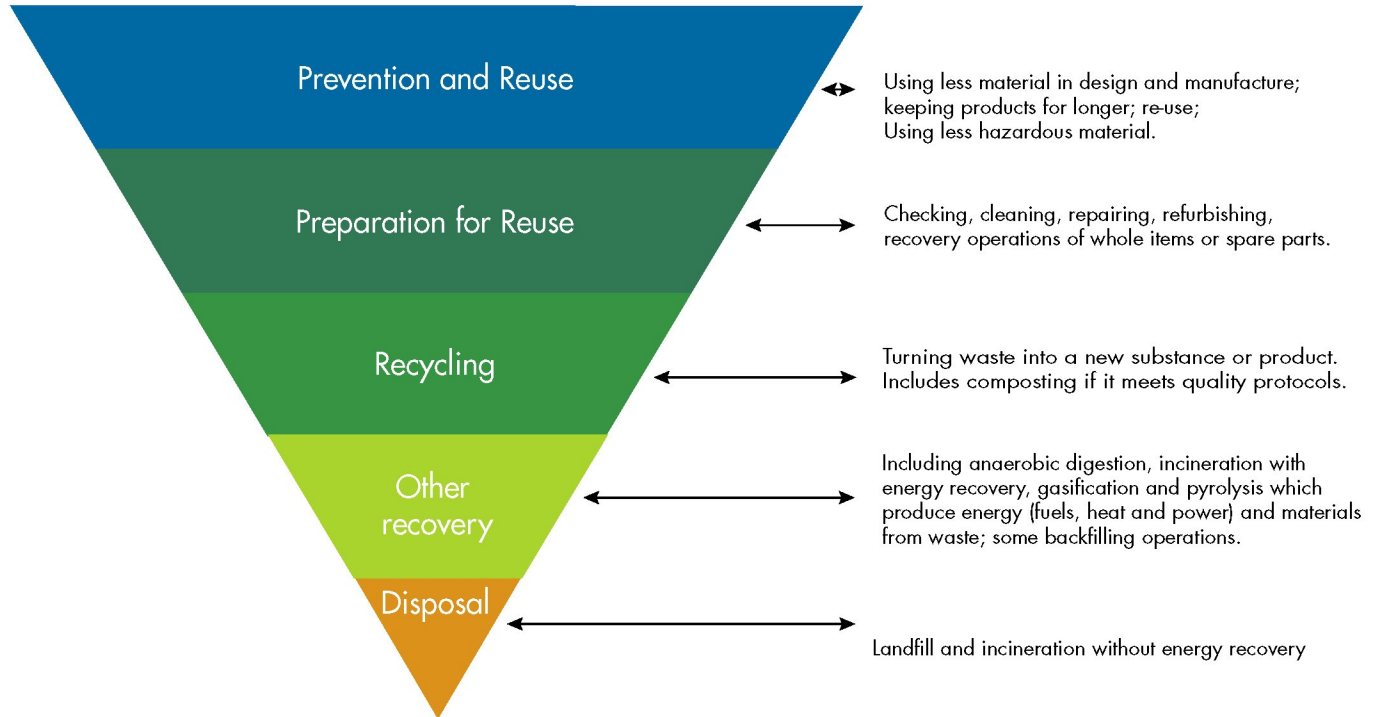 Prevention and Reuse
Using less material in design and manufacture;
keeping products for longer; re-use;
Using less hazardous material.
Preparation for Reuse
Checking, cleaning, repairing, refurbishing,
recovery operations of whole items or spare parts.
Recycling
Turning waste into a new substance or product.
Includes composting if it meets quality protocols.
Other
recovery
Including anaerobic digestion, incineration with
energy recovery, gasification and pyrolysis which
produce energy (fuels, heat and power) and materials
from waste; some backfilling operations.
Disposal
Landfill and incineration without energy recovery